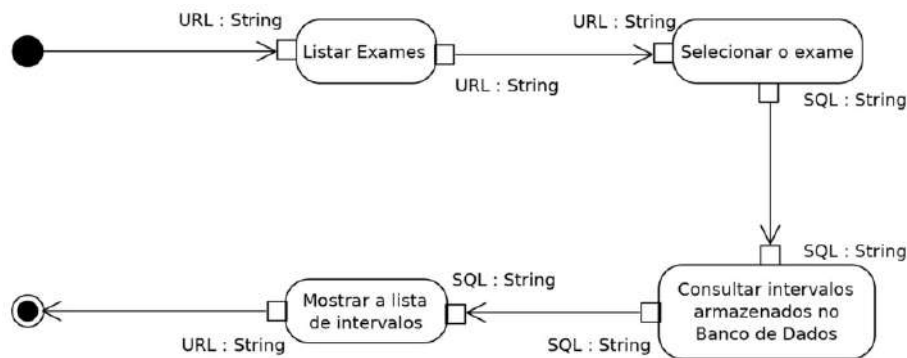 URL : String
Listar Exames
URL : String
URL : String
Selecionar o exame
SQL : String
SQL : String
Consultar intervalos
armazenados no
Banco de Dados
SQL : String
SQL : String
Mostrar a lista
de intervalos
URL : String